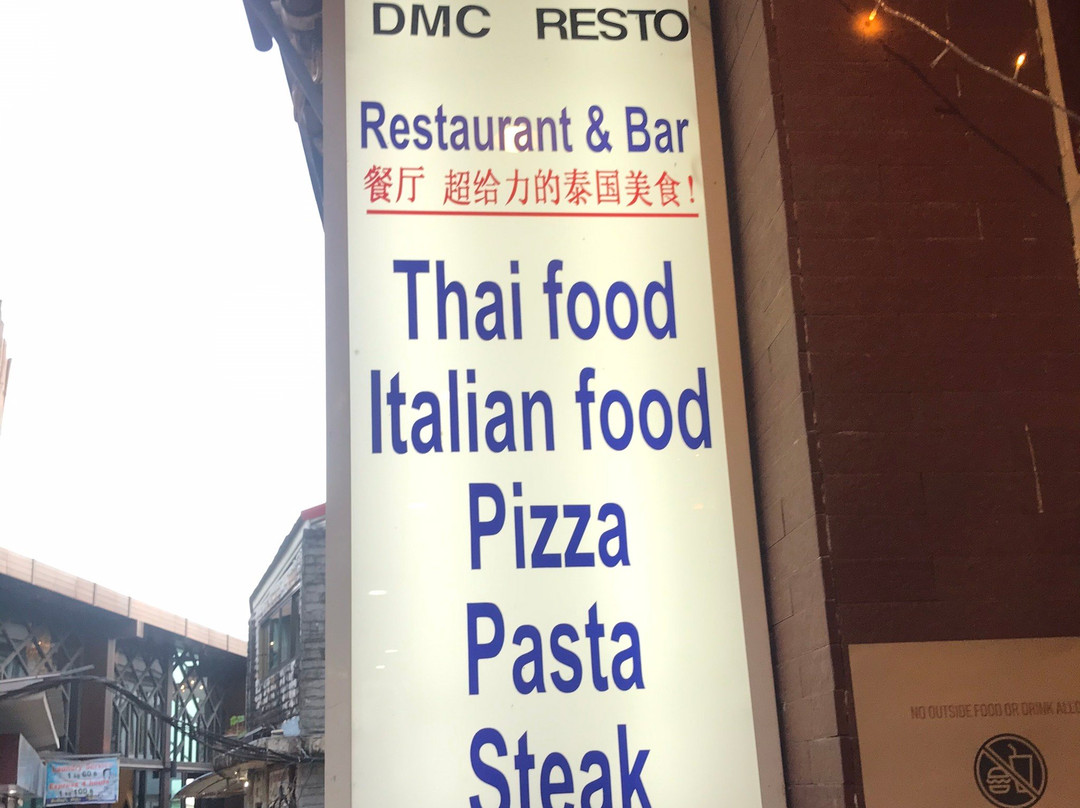 DMC RESTO
Restaurant & Bar
餐厅 超给力的泰国美食!
Thai food
Italian food
Pizza
Pasta
Steak
NO OUTSIDE FOOD OR DRINK